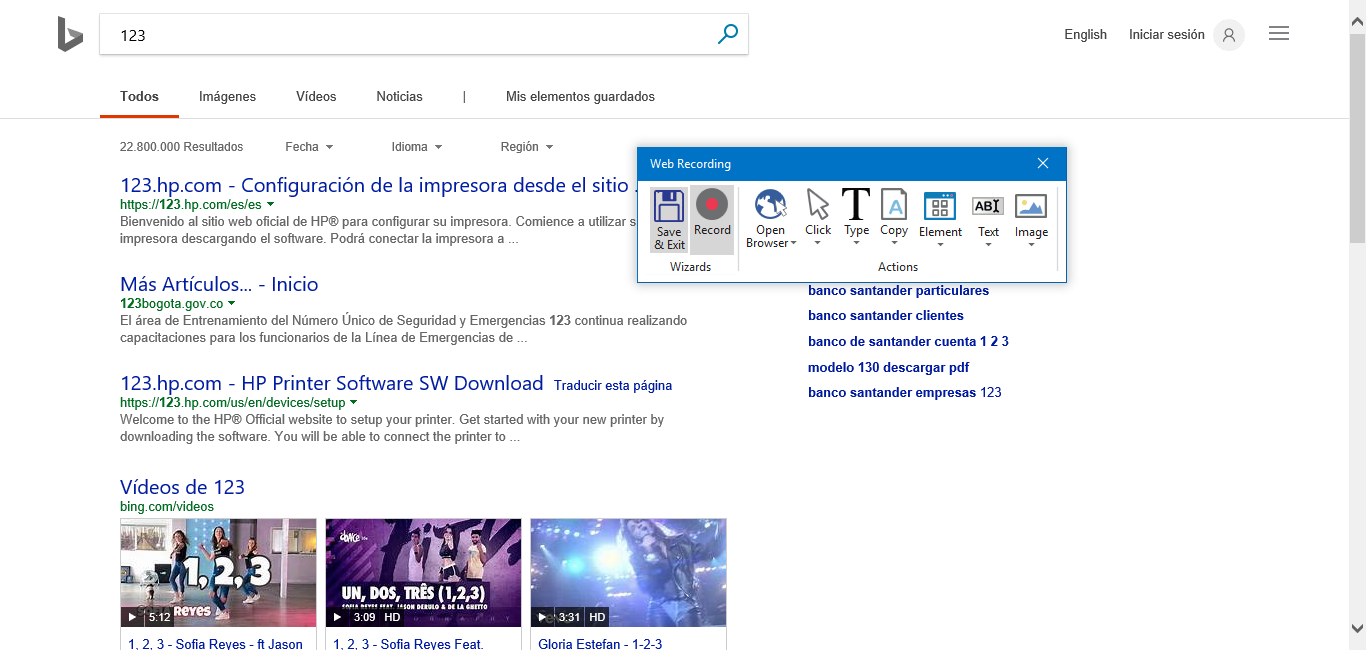 123
English
Iniciar sesión
Todos
Imágenes
Vídeos
Noticias
|
Mis elementos guardados
22.800.000 Resultados
Fecha
Idioma
Región
123.hp.com - Configuración de la impresora desde el sitio
https://123.hp.com/es/es
Bienvenido al sitio web oficial de HP® para configurar su impresora. Comience a utilizar
impresora descargando el software. Podrá conectar la impresora a ...
Más Artículos... - Inicio
123bogota.gov.co
El área de Entrenamiento del Número Único de Seguridad y Emergencias 123 continua realizando
capacitaciones para los funcionarios de la Línea de Emergencias de ...
123.hp.com - HP Printer Software SW Download Traducir esta página
https://123.hp.com/us/en/devices/setup
Welcome to the HP® Official website to setup your printer. Get started with your new printer by
downloading the software. You will be able to connect the printer to ...
Vídeos de 123
bing.com/videos
1, 2, 3
Reyes
5:12
1, 2, 3 - Sofia Reyes - ft Jason
dance
UN, DOS, TRÊS (1,2,3)
SOFIA REYES FEAT. JASON DERULO & DE LA GHETTO
3:09 HD
1, 2, 3 - Sofia Reyes Feat.
3:31 HD
Gloria Estefan - 1-2-3
Web Recording
Save
& Exit
Record
Wizards
Open
Browser
Click
Type
Copy
Element
ABI
Text
Image
Actions
banco santander particulares
banco santander clientes
banco de santander cuenta 1 2 3
modelo 130 descargar pdf
banco santander empresas 123